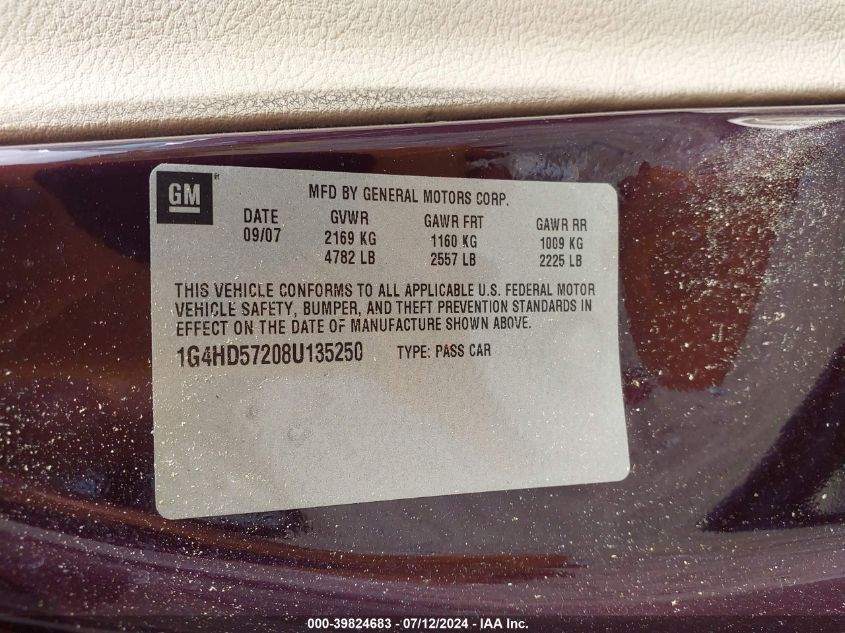 GM
MFD BY GENERAL MOTORS CORP.
DATE GVWR GAWR FRT GAWR RR
09/07 2169 KG 1160 KG 1009 KG
4782 LB 2557 LB 2225 LB
THIS VEHICLE CONFORMS TO ALL APPLICABLE U.S. FEDERAL MOTOR
VEHICLE SAFETY, BUMPER, AND THEFT PREVENTION STANDARDS IN
EFFECT ON THE DATE OF MANUFACTURE SHOWN ABOVE.
1G4HD57208U135250 TYPE: PASS CAR
000-39824683 - 07/12/2024 - IAA Inc.